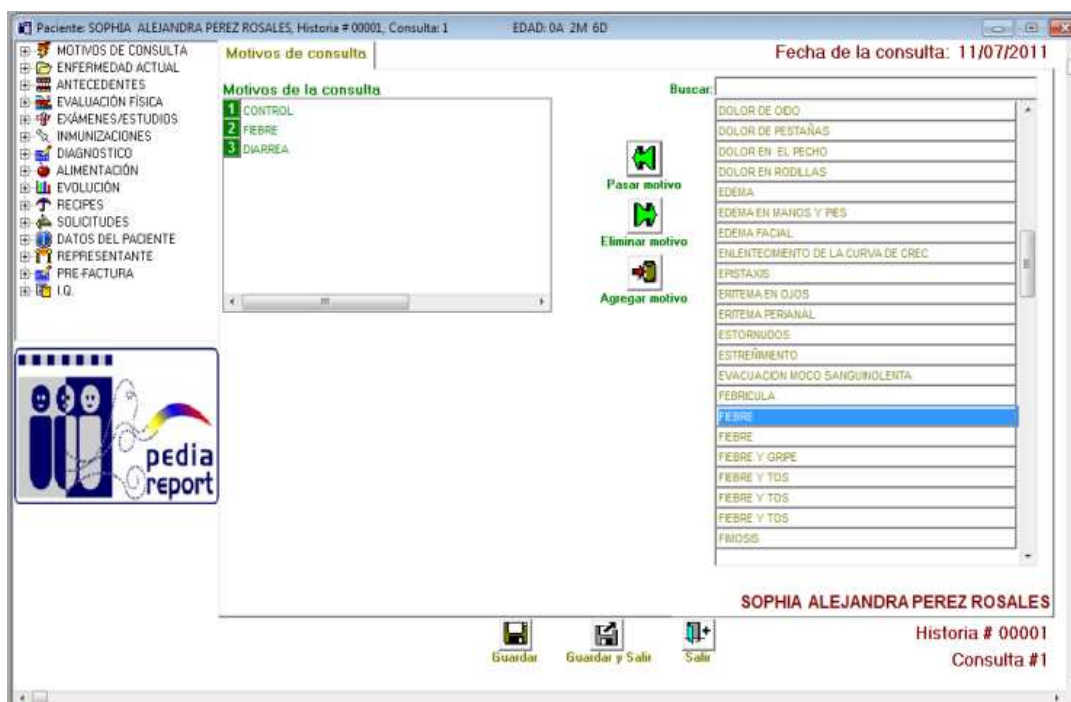 Paciente: SOPHIA ALEJANDRA PEREZ ROSALES, Historia # 00001, Consulta: 1 EDAD: 0A 2M 6D
MOTIVOS DE CONSULTA
ENFERMEDAD ACTUAL
ANTECEDENTES
EVALUACIÓN FÍSICA
EXÁMENES/ESTUDIOS
INMUNIZACIONES
DIAGNOSTICO
ALIMENTACIÓN
EVOLUCIÓN
RECIPES
SOLICITUDES
DATOS DEL PACIENTE
REPRESENTANTE
PRE-FACTURA
I.Q.
pedia
report
Motivos de consulta
Fecha de la consulta: 11/07/2011
Motivos de la consulta
1 CONTROL
2 FIEBRE
3 DIARREA
Pasar motivo
Eliminar motivo
Agregar motivo
Buscar:
DOLOR DE OIDO
DOLOR DE PESTAÑAS
DOLOR EN EL PECHO
DOLOR EN RODILLAS
EDEMA
EDEMA EN MANOS Y PIES
EDEMA FACIAL
ENLENTECIMIENTO DE LA CURVA DE CREC
EPISTAXIS
ERITEMA EN OJOS
ERITEMA PERIANAL
ESTORNUDOS
ESTREÑIMIENTO
EVACUACION MOCO SANGUINOLENTA
FEBRICULA
FIEBRE
FIEBRE
FIEBRE Y GRIPE
FIEBRE Y TOS
FIEBRE Y TOS
FIEBRE Y TOS
FIMOSIS
SOPHIA ALEJANDRA PEREZ ROSALES
Historia # 00001
Consulta #1
Guardar
Guardar y Salir
Salir